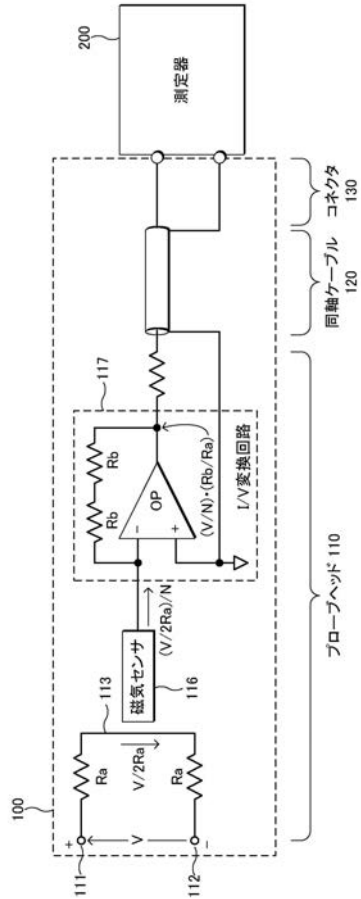 100
111
+
V
112
−
Ra
Ra
113
V/2Ra
磁気センサ
116
(V/2Ra)/N
117
Rb
Rb
−
+
OP
(V/N)・(Rb/Ra)
I/V変換回路
200
測定器
プローブヘッド 110
同軸ケーブル
120
コネクタ
130